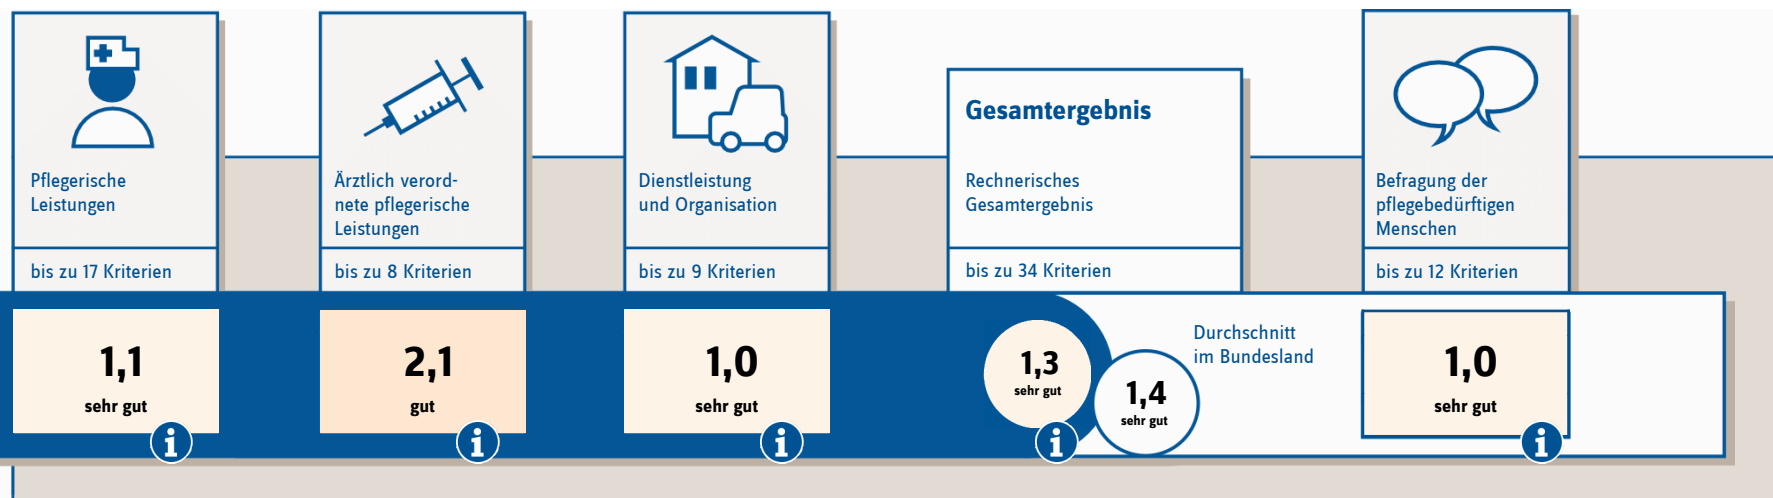 Pflegerische
Leistungen
bis zu 17 Kriterien
1,1
sehr gut
i
Ärztlich verord-
nete pflegerische
Leistungen
bis zu 8 Kriterien
2,1
gut
i
Dienstleistung
und Organisation
bis zu 9 Kriterien
1,0
sehr gut
i
Gesamtergebnis
Rechnerisches
Gesamtergebnis
bis zu 34 Kriterien
1,3
sehr gut
i
1,4
sehr gut
Durchschnitt
im Bundesland
Befragung der
pflegebedürftigen
Menschen
bis zu 12 Kriterien
1,0
sehr gut
i